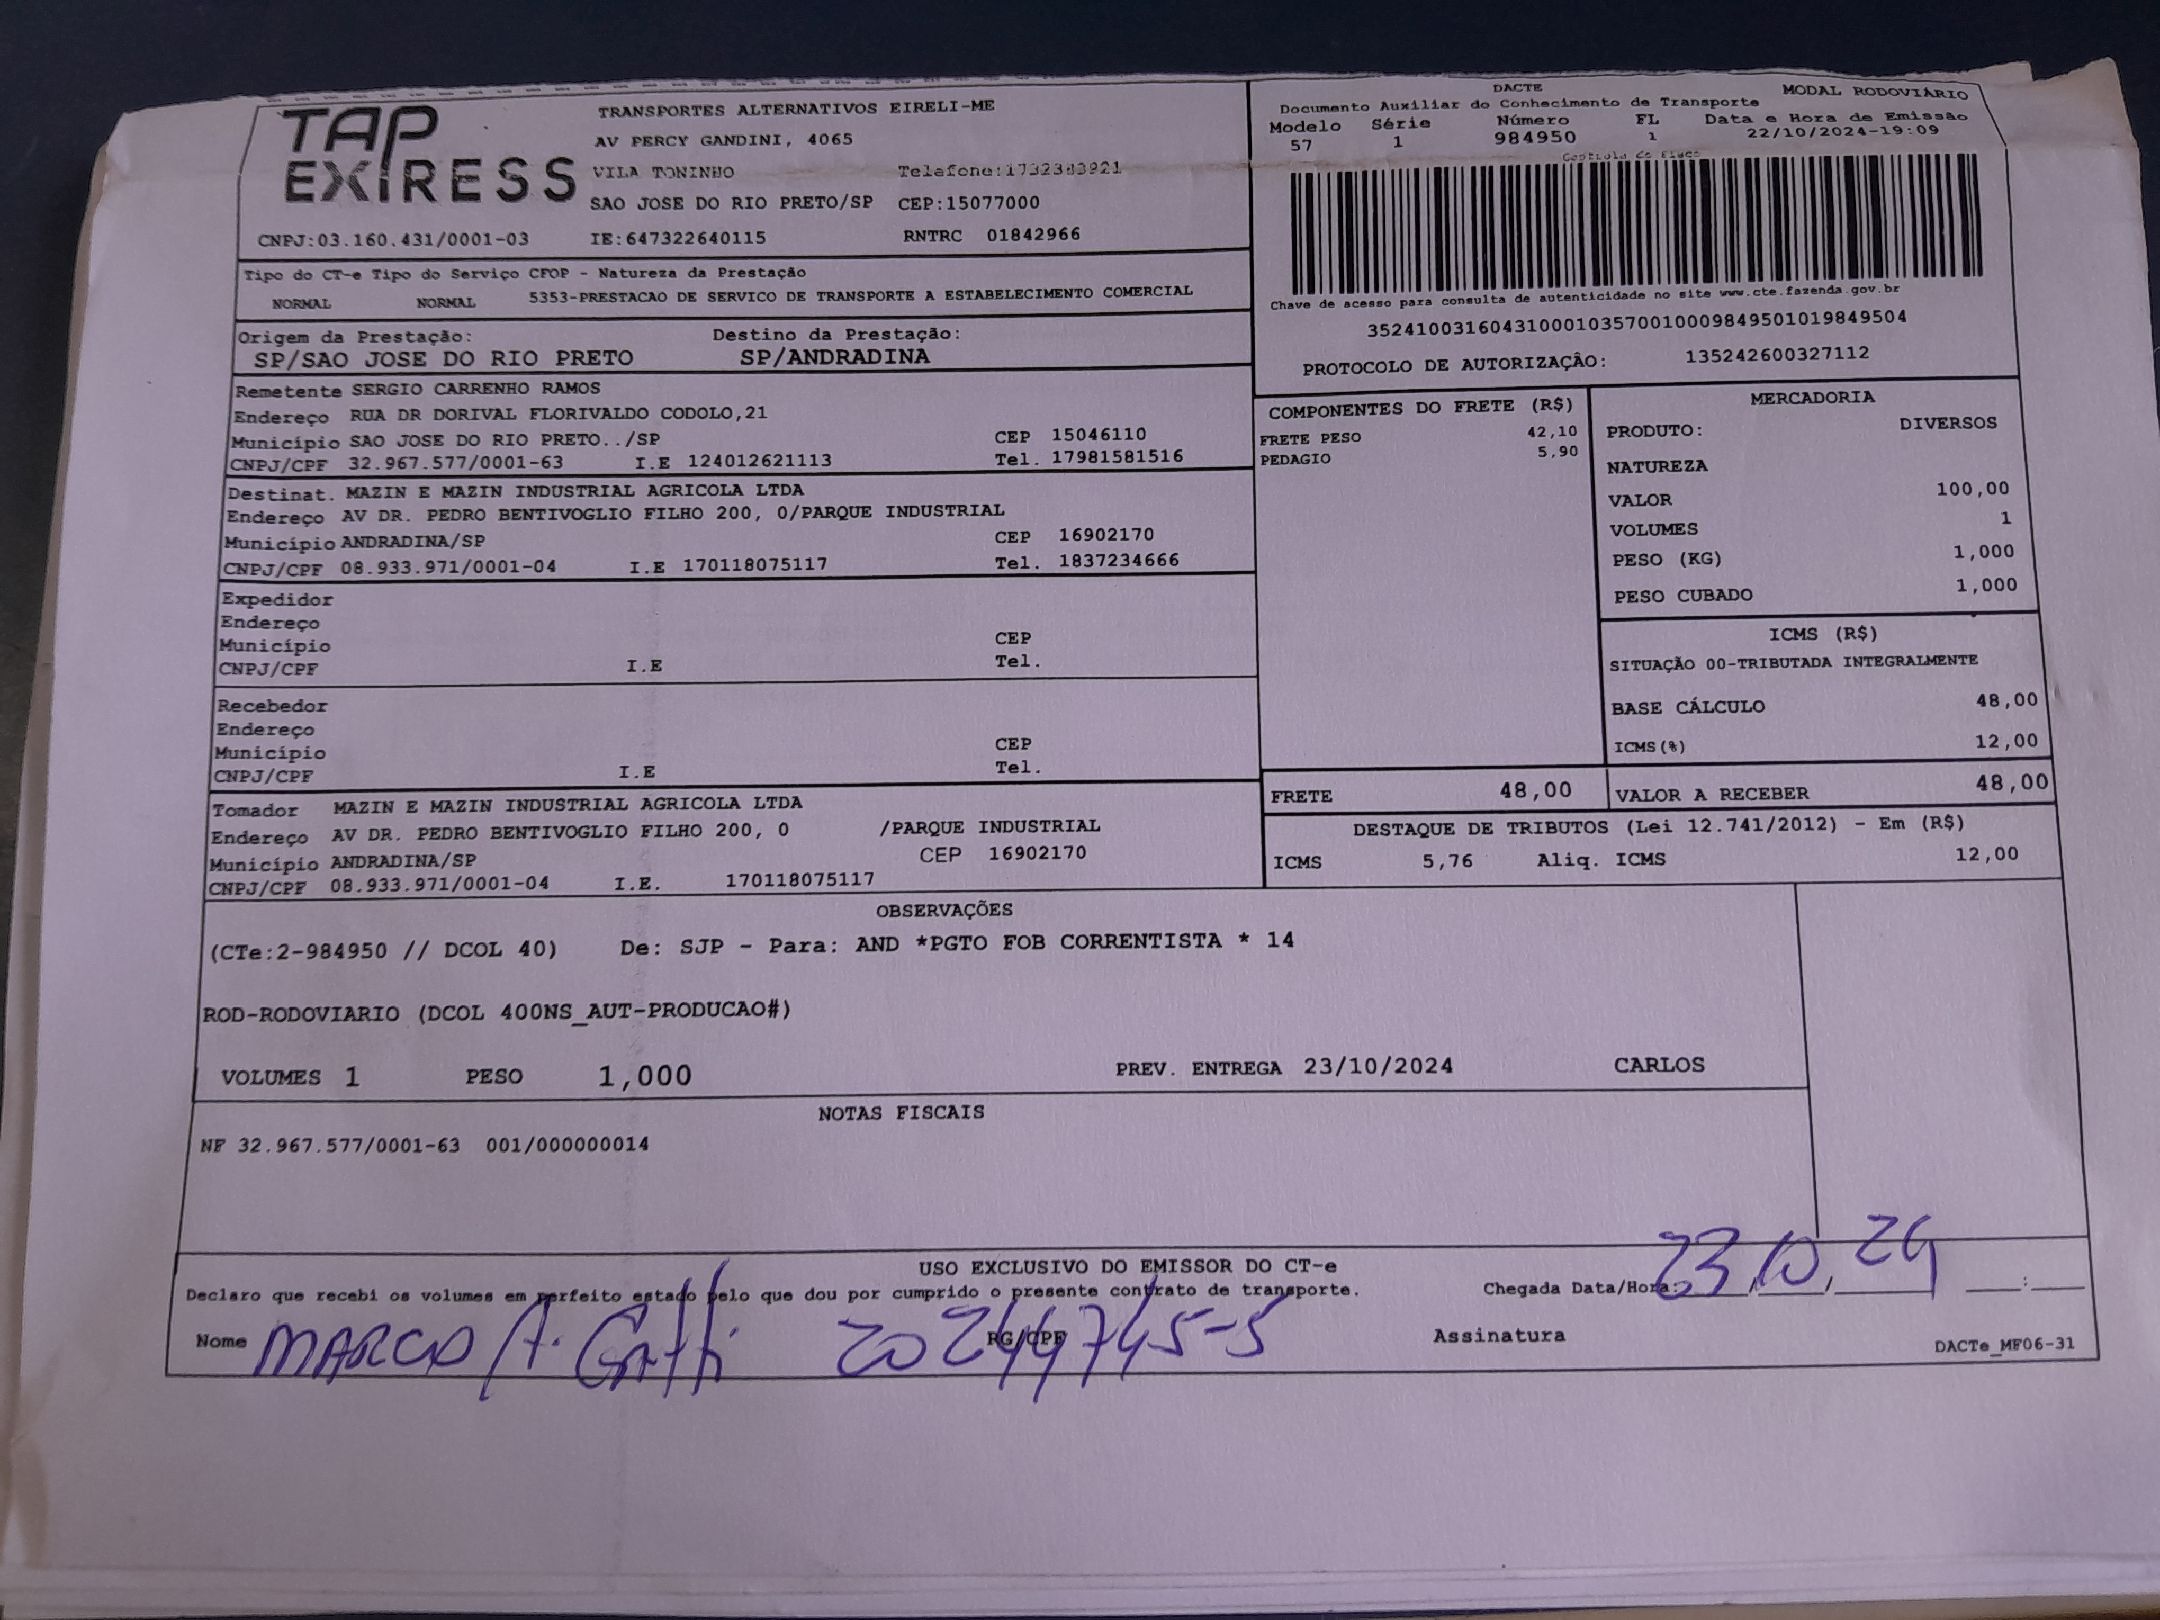 TAP EXPRESS
TRANSPORTES ALTERNATIVOS EIRELI-ME
AV PERCY GANDINI, 4065
VILA TONINHO Telefone:1732383921
SAO JOSE DO RIO PRETO/SP CEP:15077000
CNPJ:03.160.431/0001-03 IE:647322640115 RNTRC 01842966
DACTE MODAL RODOVIÁRIO
Documento Auxiliar do Conhecimento de Transporte
Modelo Série Número FL Data e Hora de Emissão
57 1 984950 1 22/10/2024-19:09
Controle do Fisco
Chave de acesso para consulta de autenticidade no site www.cte.fazenda.gov.br
35241003160431000103570010009849501019849504
PROTOCOLO DE AUTORIZAÇÃO: 135242600327112
Tipo do CT-e Tipo do Serviço CFOP - Natureza da Prestação
NORMAL NORMAL 5353-PRESTACAO DE SERVICO DE TRANSPORTE A ESTABELECIMENTO COMERCIAL
Origem da Prestação: Destino da Prestação:
SP/SAO JOSE DO RIO PRETO SP/ANDRADINA
Remetente SERGIO CARRENHO RAMOS
Endereço RUA DR DORIVAL FLORIVALDO CODOLO,21
Município SAO JOSE DO RIO PRETO../SP CEP 15046110
CNPJ/CPF 32.967.577/0001-63 I.E 124012621113 Tel. 17981581516
Destinat. MAZIN E MAZIN INDUSTRIAL AGRICOLA LTDA
Endereço AV DR. PEDRO BENTIVOGLIO FILHO 200, 0/PARQUE INDUSTRIAL
Município ANDRADINA/SP CEP 16902170
CNPJ/CPF 08.933.971/0001-04 I.E 170118075117 Tel. 1837234666
Expedidor
Endereço
Município CEP
CNPJ/CPF I.E Tel.
Recebedor
Endereço
Município CEP
CNPJ/CPF I.E Tel.
Tomador MAZIN E MAZIN INDUSTRIAL AGRICOLA LTDA
Endereço AV DR. PEDRO BENTIVOGLIO FILHO 200, 0 /PARQUE INDUSTRIAL
Município ANDRADINA/SP CEP 16902170
CNPJ/CPF 08.933.971/0001-04 I.E. 170118075117
COMPONENTES DO FRETE (R$)
FRETE PESO 42,10
PEDAGIO 5,90
MERCADORIA
PRODUTO: DIVERSOS
NATUREZA
VALOR 100,00
VOLUMES 1
PESO (KG) 1,000
PESO CUBADO 1,000
ICMS (R$)
SITUAÇÃO 00-TRIBUTADA INTEGRALMENTE
BASE CÁLCULO 48,00
ICMS(%) 12,00
FRETE 48,00 VALOR A RECEBER 48,00
DESTAQUE DE TRIBUTOS (Lei 12.741/2012) - Em (R$)
ICMS 5,76 Aliq. ICMS 12,00
OBSERVAÇÕES
(CTe:2-984950 // DCOL 40) De: SJP - Para: AND *PGTO FOB CORRENTISTA * 14
ROD-RODOVIARIO (DCOL 400NS_AUT-PRODUCAO#)
VOLUMES 1 PESO 1,000 PREV. ENTREGA 23/10/2024 CARLOS
NOTAS FISCAIS
NF 32.967.577/0001-63 001/000000014
USO EXCLUSIVO DO EMISSOR DO CT-e
Declaro que recebi os volumes em perfeito estado pelo que dou por cumprido o presente contrato de transporte. Chegada Data/Hora: 23/10/24 :
Nome MARCO A. Gatti RG/CPF 20244745-5 Assinatura
DACTe_MF06-31